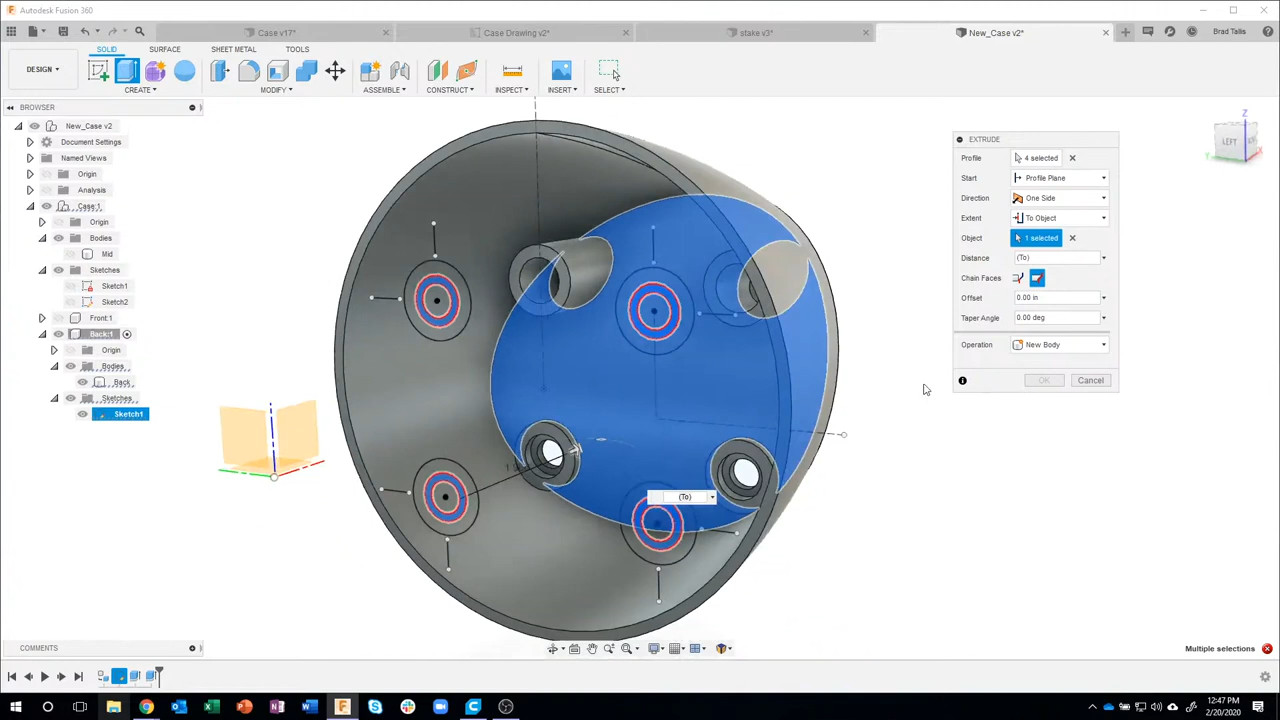 Autodesk Fusion 360
Case v17*
Case Drawing v2*
stake v3*
New_Case v2*
Brad Tallis
SOLID
SURFACE
SHEET METAL
TOOLS
DESIGN
CREATE
MODIFY
ASSEMBLE
CONSTRUCT
INSPECT
INSERT
SELECT
BROWSER
New_Case v2
Document Settings
Named Views
Origin
Analysis
Case:1
Origin
Bodies
Mid
Sketches
Sketch1
Sketch2
Front:1
Back:1
Origin
Bodies
Back
Sketches
Sketch1
Z
LEFT
Y
EXTRUDE
Profile 4 selected
Start Profile Plane
Direction One Side
Extent To Object
Object 1 selected
Distance (To)
Chain Faces
Offset 0.00 in
Taper Angle 0.00 deg
Operation New Body
OK Cancel
(To)
COMMENTS
Multiple selections
12:47 PM
2/20/2020